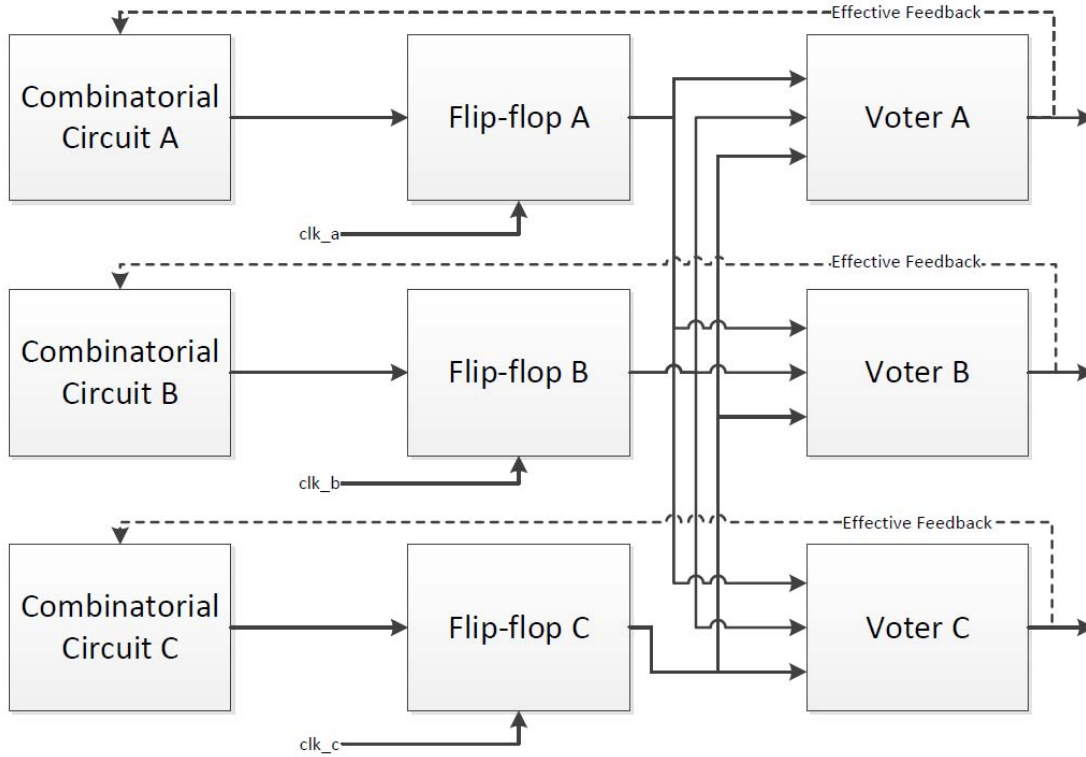 Effective Feedback
Combinatorial
Circuit A
Flip-flop A
Voter A
clk_a
Effective Feedback
Combinatorial
Circuit B
Flip-flop B
Voter B
clk_b
Effective Feedback
Combinatorial
Circuit C
Flip-flop C
Voter C
clk_c